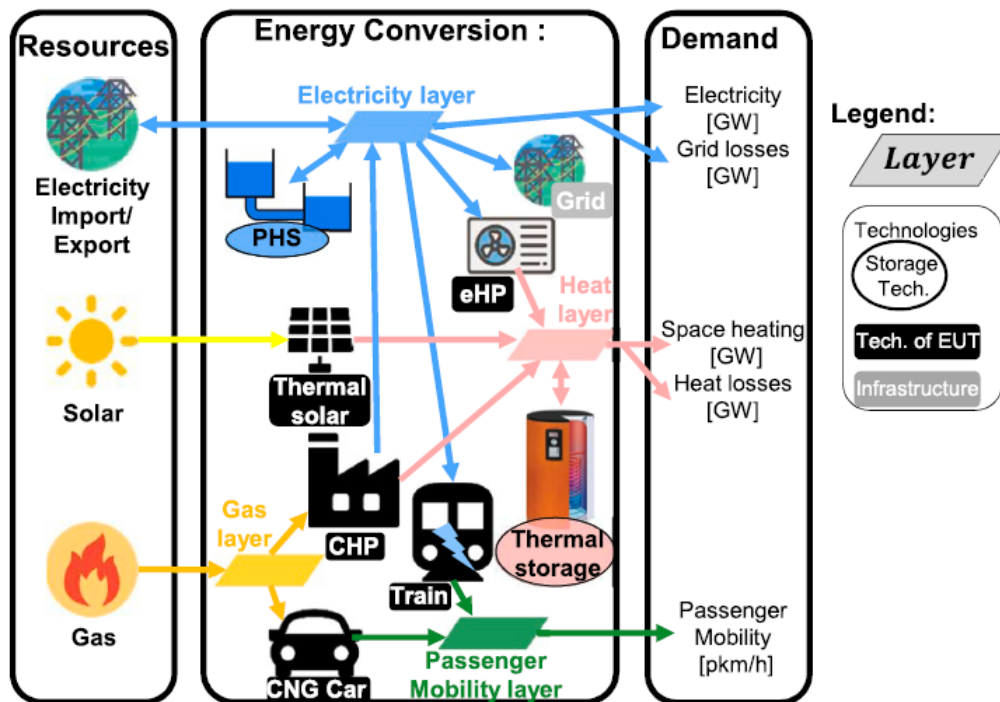 Resources
Energy Conversion :
Demand
Electricity layer
Electricity
[GW]
Grid losses
[GW]
Legend:
Layer
Electricity
Import/
Export
PHS
Grid
eHP
Technologies
Storage
Tech.
Tech. of EUT
Infrastructure
Heat
layer
Space heating
[GW]
Heat losses
[GW]
Solar
Thermal
solar
Gas
layer
CHP
Thermal
storage
Train
Gas
CNG Car
Passenger
Mobility layer
Passenger
Mobility
[pkm/h]